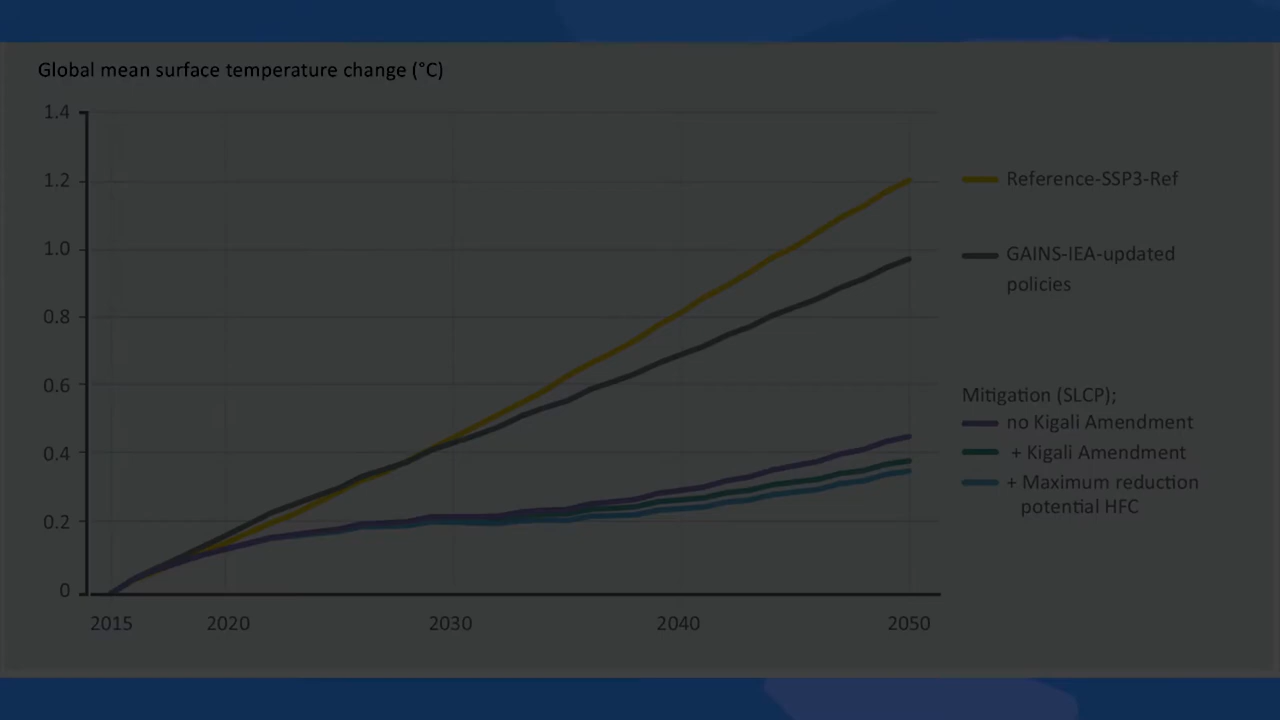 Global mean surface temperature change (°C)
1.4
1.2
1.0
0.8
0.6
0.4
0.2
0
2015 2020 2030 2040 2050
Reference-SSP3-Ref
GAINS-IEA-updated
policies
Mitigation (SLCP);
no Kigali Amendment
+ Kigali Amendment
+ Maximum reduction
potential HFC